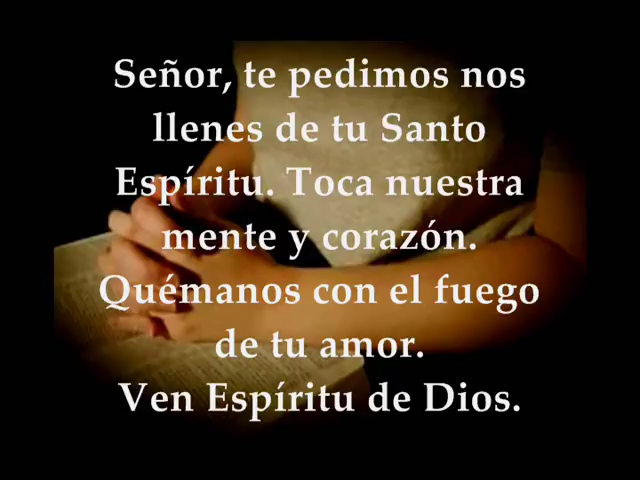 Señor, te pedimos nos
llenes de tu Santo
Espíritu. Toca nuestra
mente y corazón.
Quémanos con el fuego
de tu amor.
Ven Espíritu de Dios.